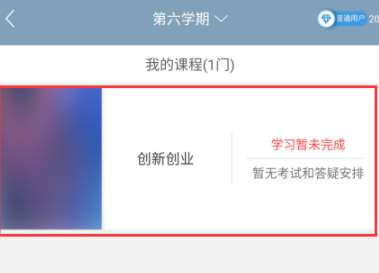 第六学期
普通用户 20
我的课程(1门)
创新创业
学习暂未完成
暂无考试和答疑安排